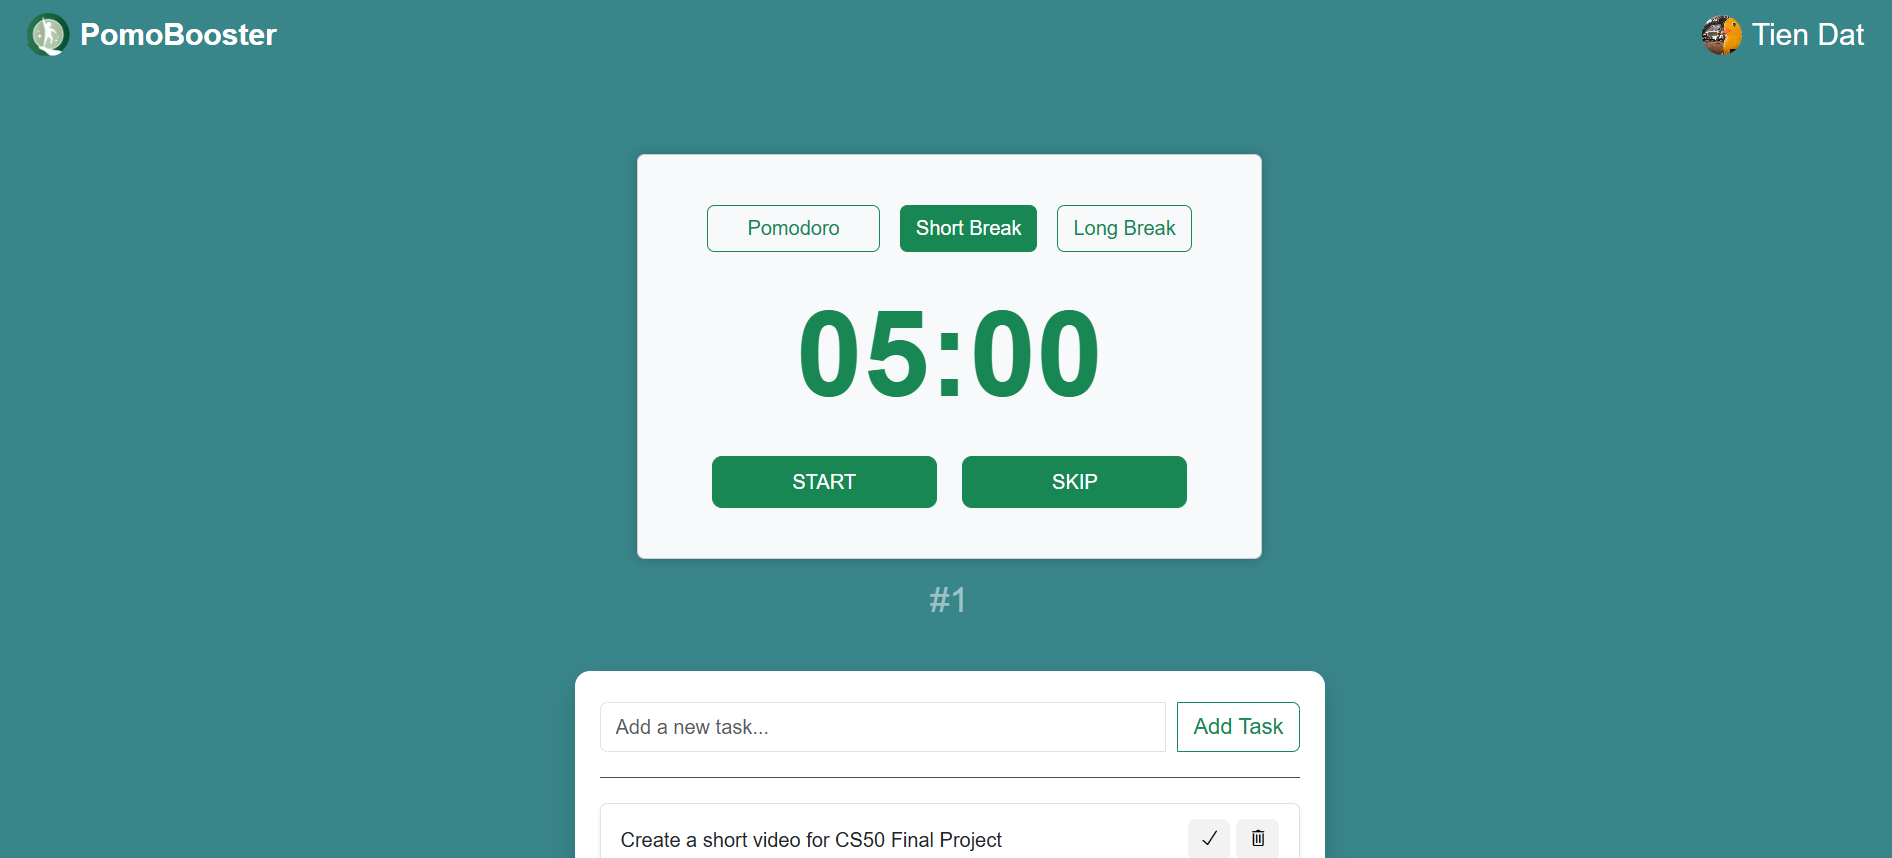 PomoBooster
Tien Dat
Pomodoro
Short Break
Long Break
05:00
START
SKIP
#1
Add a new task...
Add Task
Create a short video for CS50 Final Project